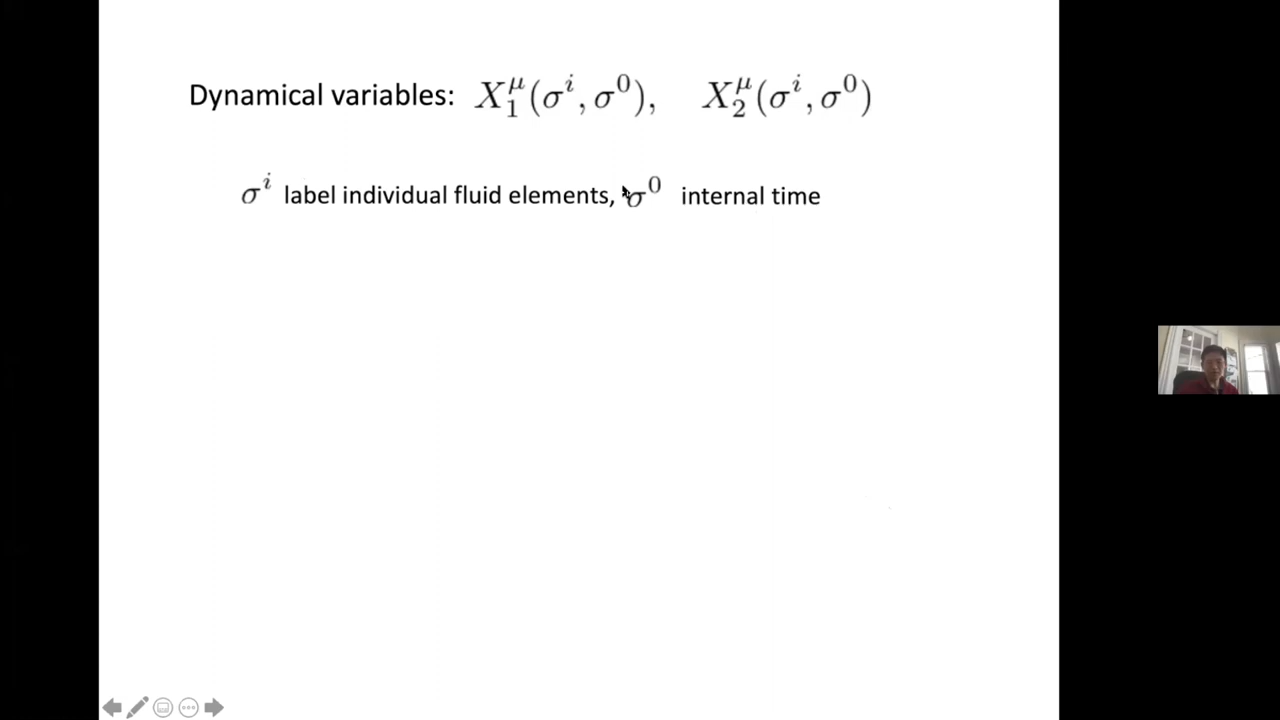 Dynamical variables: $X_1^\mu(\sigma^i, \sigma^0), \quad X_2^\mu(\sigma^i, \sigma^0)$
$\sigma^i$ label individual fluid elements, $\sigma^0$ internal time